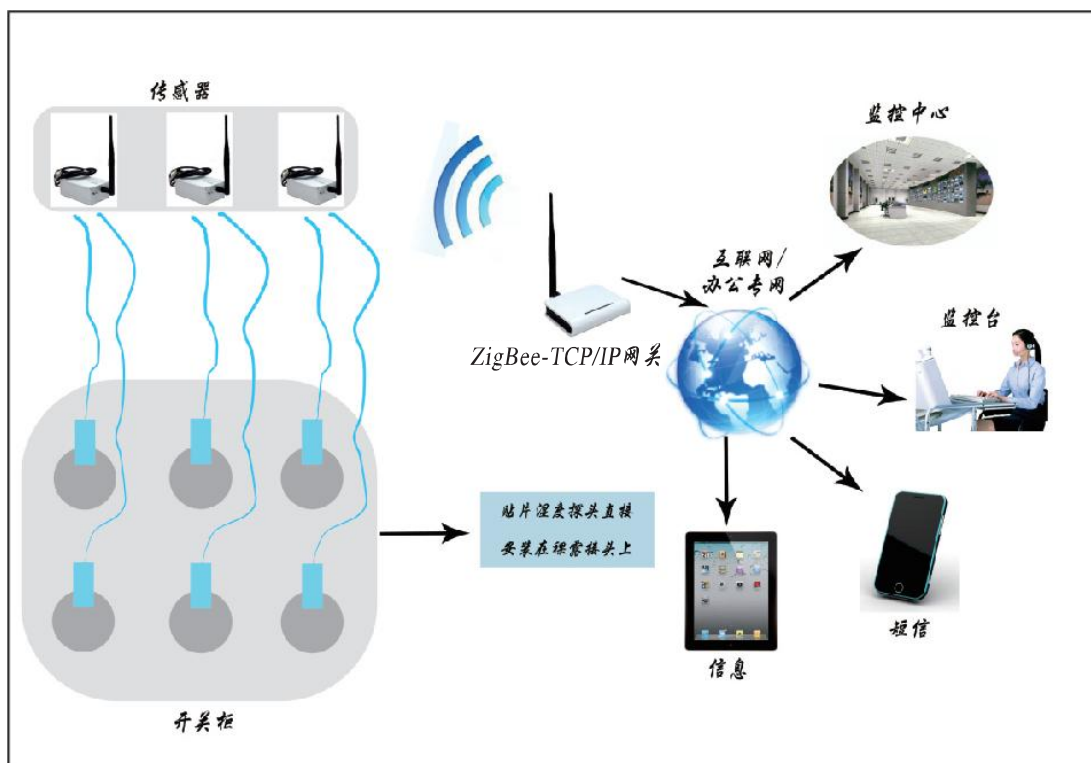 传感器
监控中心
互联网/
办公专网
监控台
ZigBee-TCP/IP网关
贴片湿度探头直接
安装在裸露接头上
短信
信息
开关柜